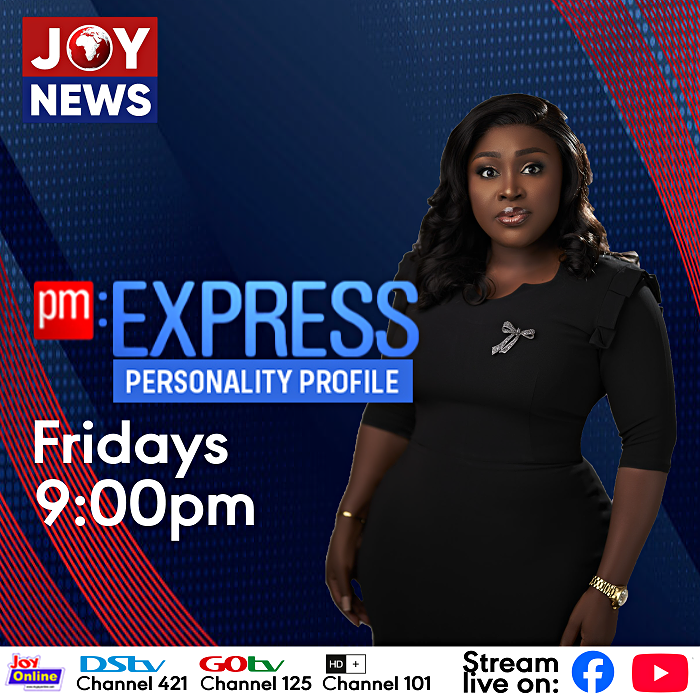 JOY
NEWS
pm:EXPRESS
PERSONALITY PROFILE
Fridays
9:00pm
Joy
Online
DStv
Channel 421
GOtv
Channel 125
HD +
Channel 101
Stream
live on: